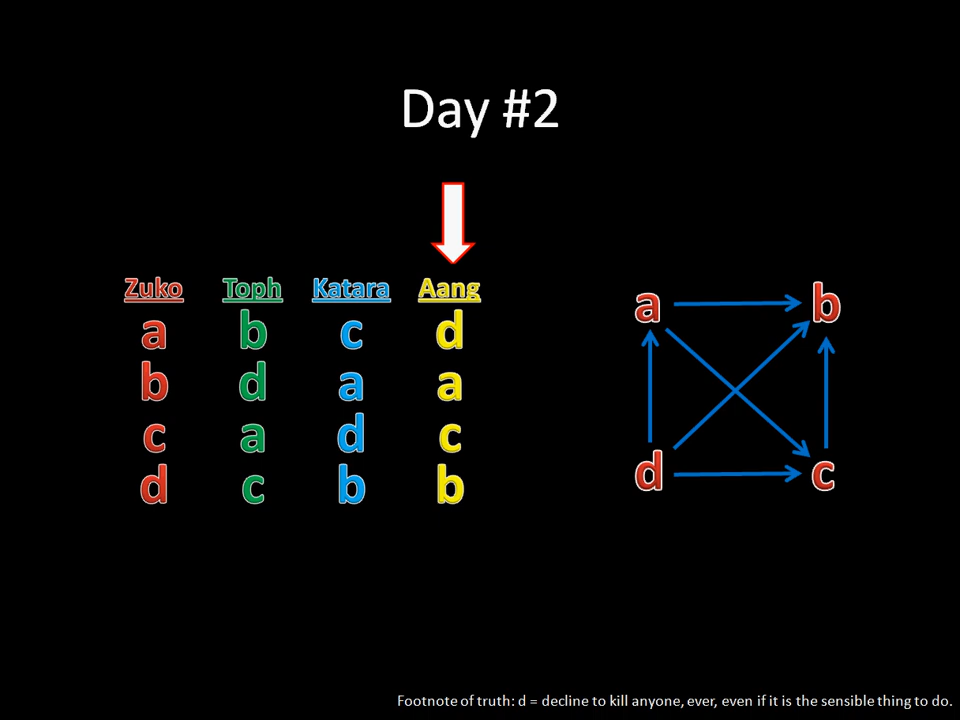 Day #2
Zuko Toph Katara Aang
a b c d
b d a a
c a d c
d c b b
a b
d c
Footnote of truth: d = decline to kill anyone, ever, even if it is the sensible thing to do.